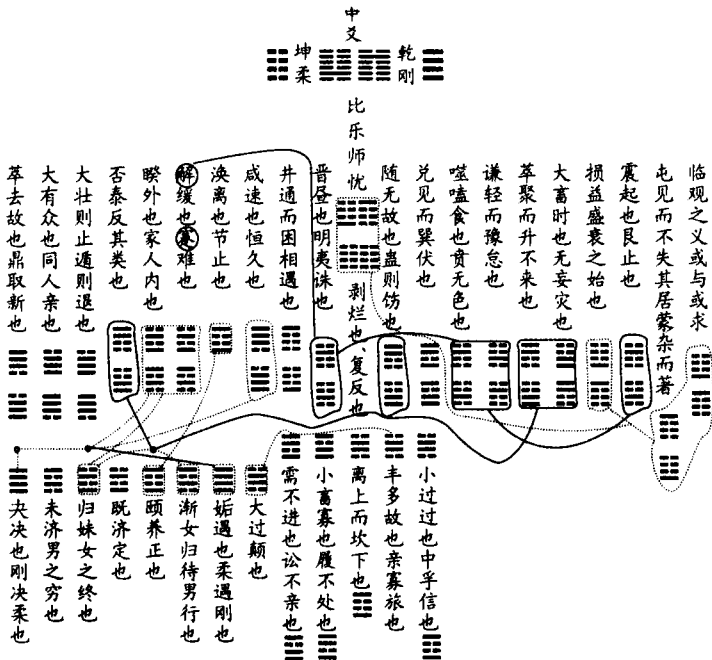 中爻
乾刚
坤柔
比乐师忧
临观之义或与或求
屯见而不失其居蒙杂而著
震起也艮止也
损益盛衰之始也
大畜时也无妄灾也
萃聚而升不来也
谦轻而豫怠也
噬嗑食也贲无色也
兑见而巽伏也
随无故也蛊则饬也
剥烂也、复反也
晋昼也明夷诛也
井通而困相遇也
咸速也恒久也
涣离也节止也
解缓也蹇难也
睽外也家人内也
否泰反其类也
大壮则止遁则退也
大有众也同人亲也
革去故也鼎取新也
小过过也中孚信也
丰多故也亲寡旅也
离上而坎下也
小畜寡也履不处也
需不进也讼不亲也
大过颠也
姤遇也柔遇刚也
渐女归待男行也
颐养正也
既济定也
归妹女之终也
未济男之穷也
夬决也刚决柔也